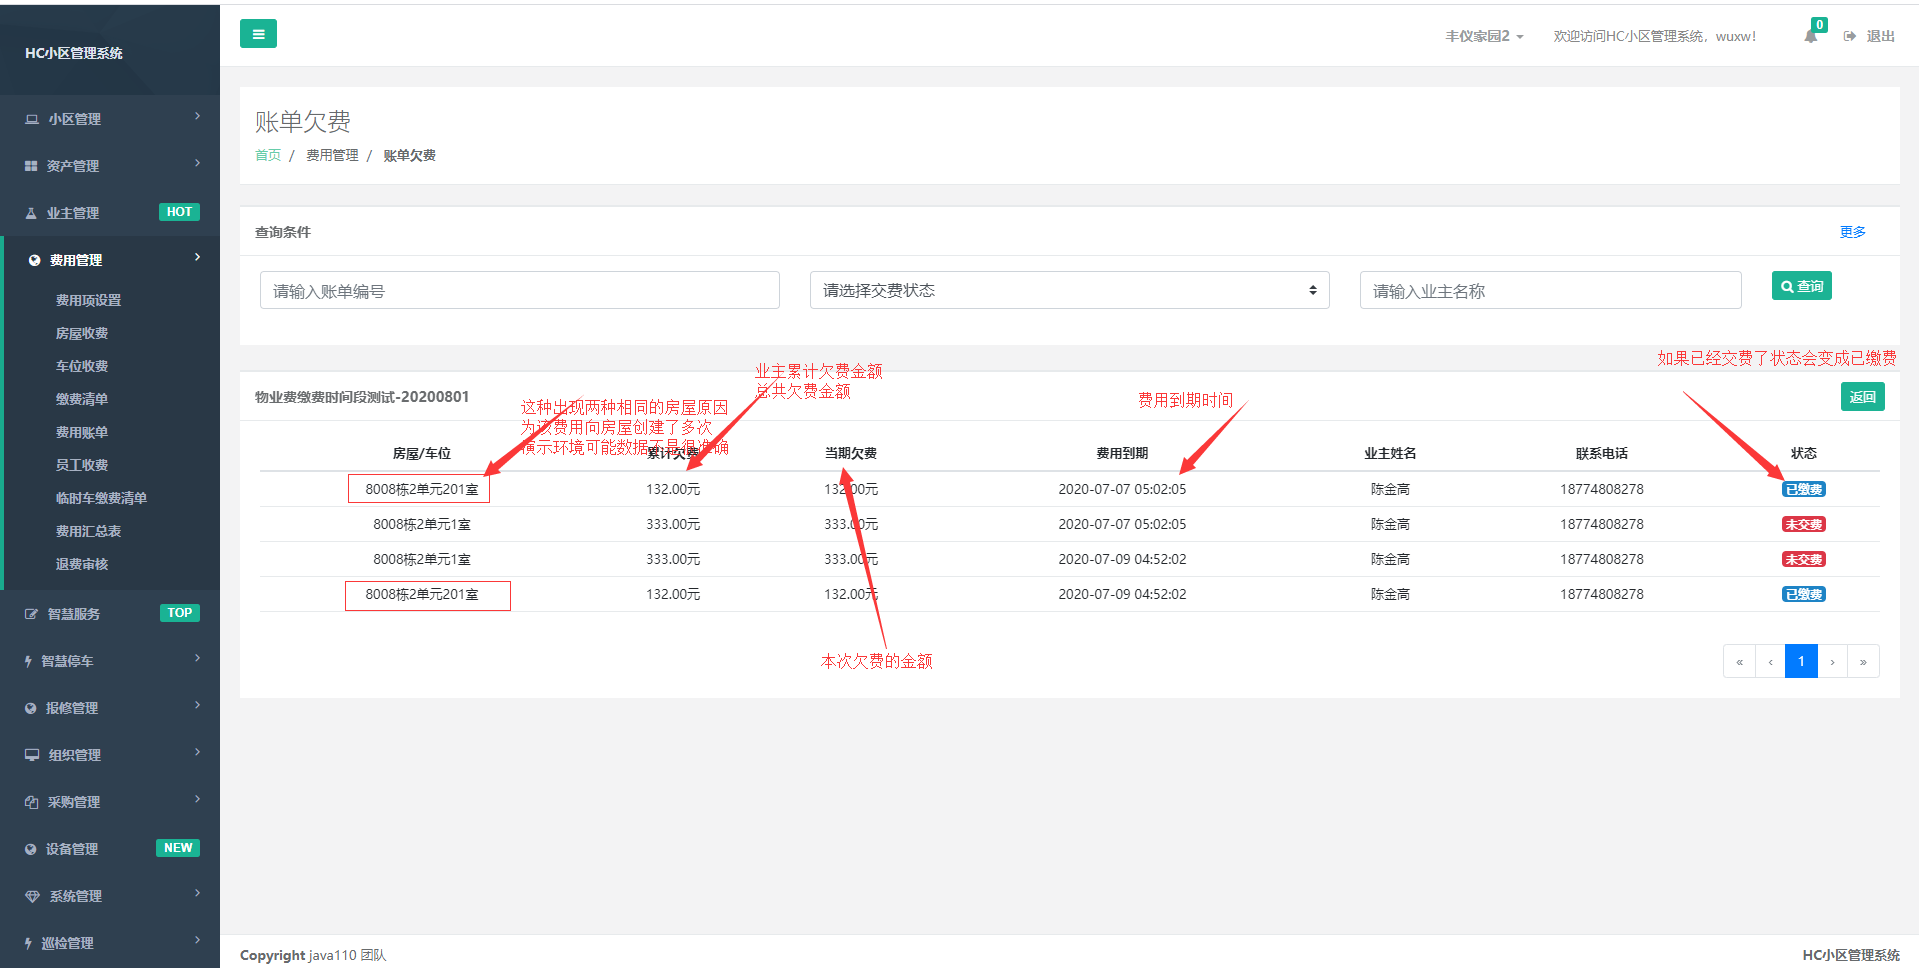 HC小区管理系统
丰仪家园2
欢迎访问HC小区管理系统，wuxw!
0
退出
小区管理
资产管理
业主管理
HOT
费用管理
费用项设置
房屋收费
车位收费
缴费清单
费用账单
员工收费
临时车缴费清单
费用汇总表
退费审核
智慧服务
TOP
智慧停车
报修管理
组织管理
采购管理
设备管理
NEW
系统管理
巡检管理
账单欠费
首页 / 费用管理 / 账单欠费
查询条件
更多
请输入账单编号
请选择交费状态
请输入业主名称
查询
如果已经交费了状态会变成已缴费
业主累计欠费金额
总共欠费金额
费用到期时间
物业费缴费时间段测试-20200801
返回
这种出现两种相同的房屋原因
为该费用向房屋创建了多次
演示环境可能数据不是很准确
房屋/车位 累计欠费 当期欠费 费用到期 业主姓名 联系电话 状态
8008栋2单元201室 132.00元 132.00元 2020-07-07 05:02:05 陈金高 18774808278 已缴费
8008栋2单元1室 333.00元 333.00元 2020-07-07 05:02:05 陈金高 18774808278 未交费
8008栋2单元1室 333.00元 333.00元 2020-07-09 04:52:02 陈金高 18774808278 未交费
8008栋2单元201室 132.00元 132.00元 2020-07-09 04:52:02 陈金高 18774808278 已缴费
本次欠费的金额
« ‹ 1 › »
Copyright java110 团队
HC小区管理系统